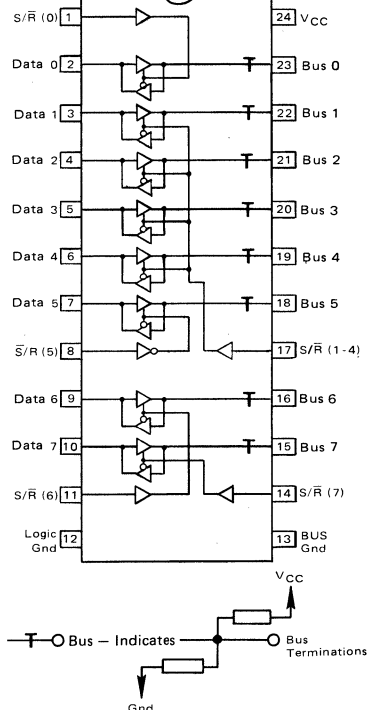 S/R̅ (0) 1 24 VCC
Data 0 2 23 Bus 0
Data 1 3 22 Bus 1
Data 2 4 21 Bus 2
Data 3 5 20 Bus 3
Data 4 6 19 Bus 4
Data 5 7 18 Bus 5
S̅/R (5) 8 17 S/R̅ (1-4)
Data 6 9 16 Bus 6
Data 7 10 15 Bus 7
S/R̅ (6) 11 14 S/R̅ (7)
Logic
Gnd 12 13 BUS
Gnd
VCC
Bus — Indicates
Bus
Terminations
Gnd